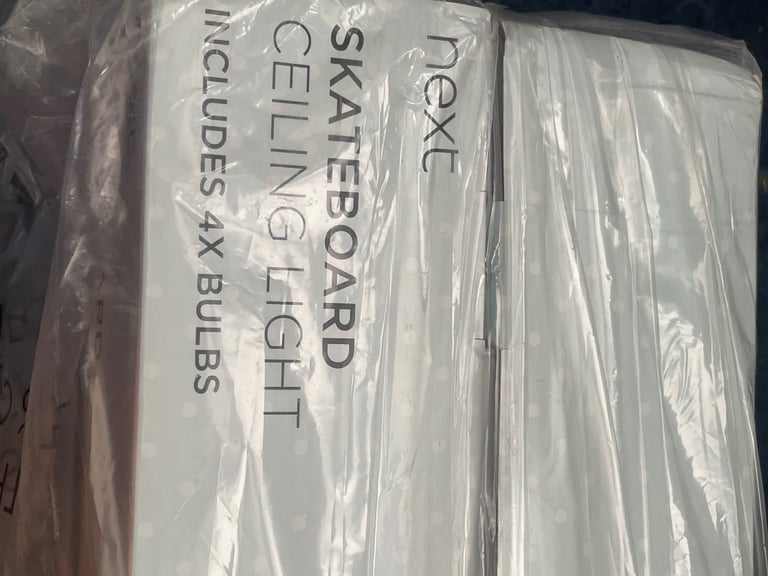 next
SKATEBOARD
CEILING LIGHT
INCLUDES 4X BULBS